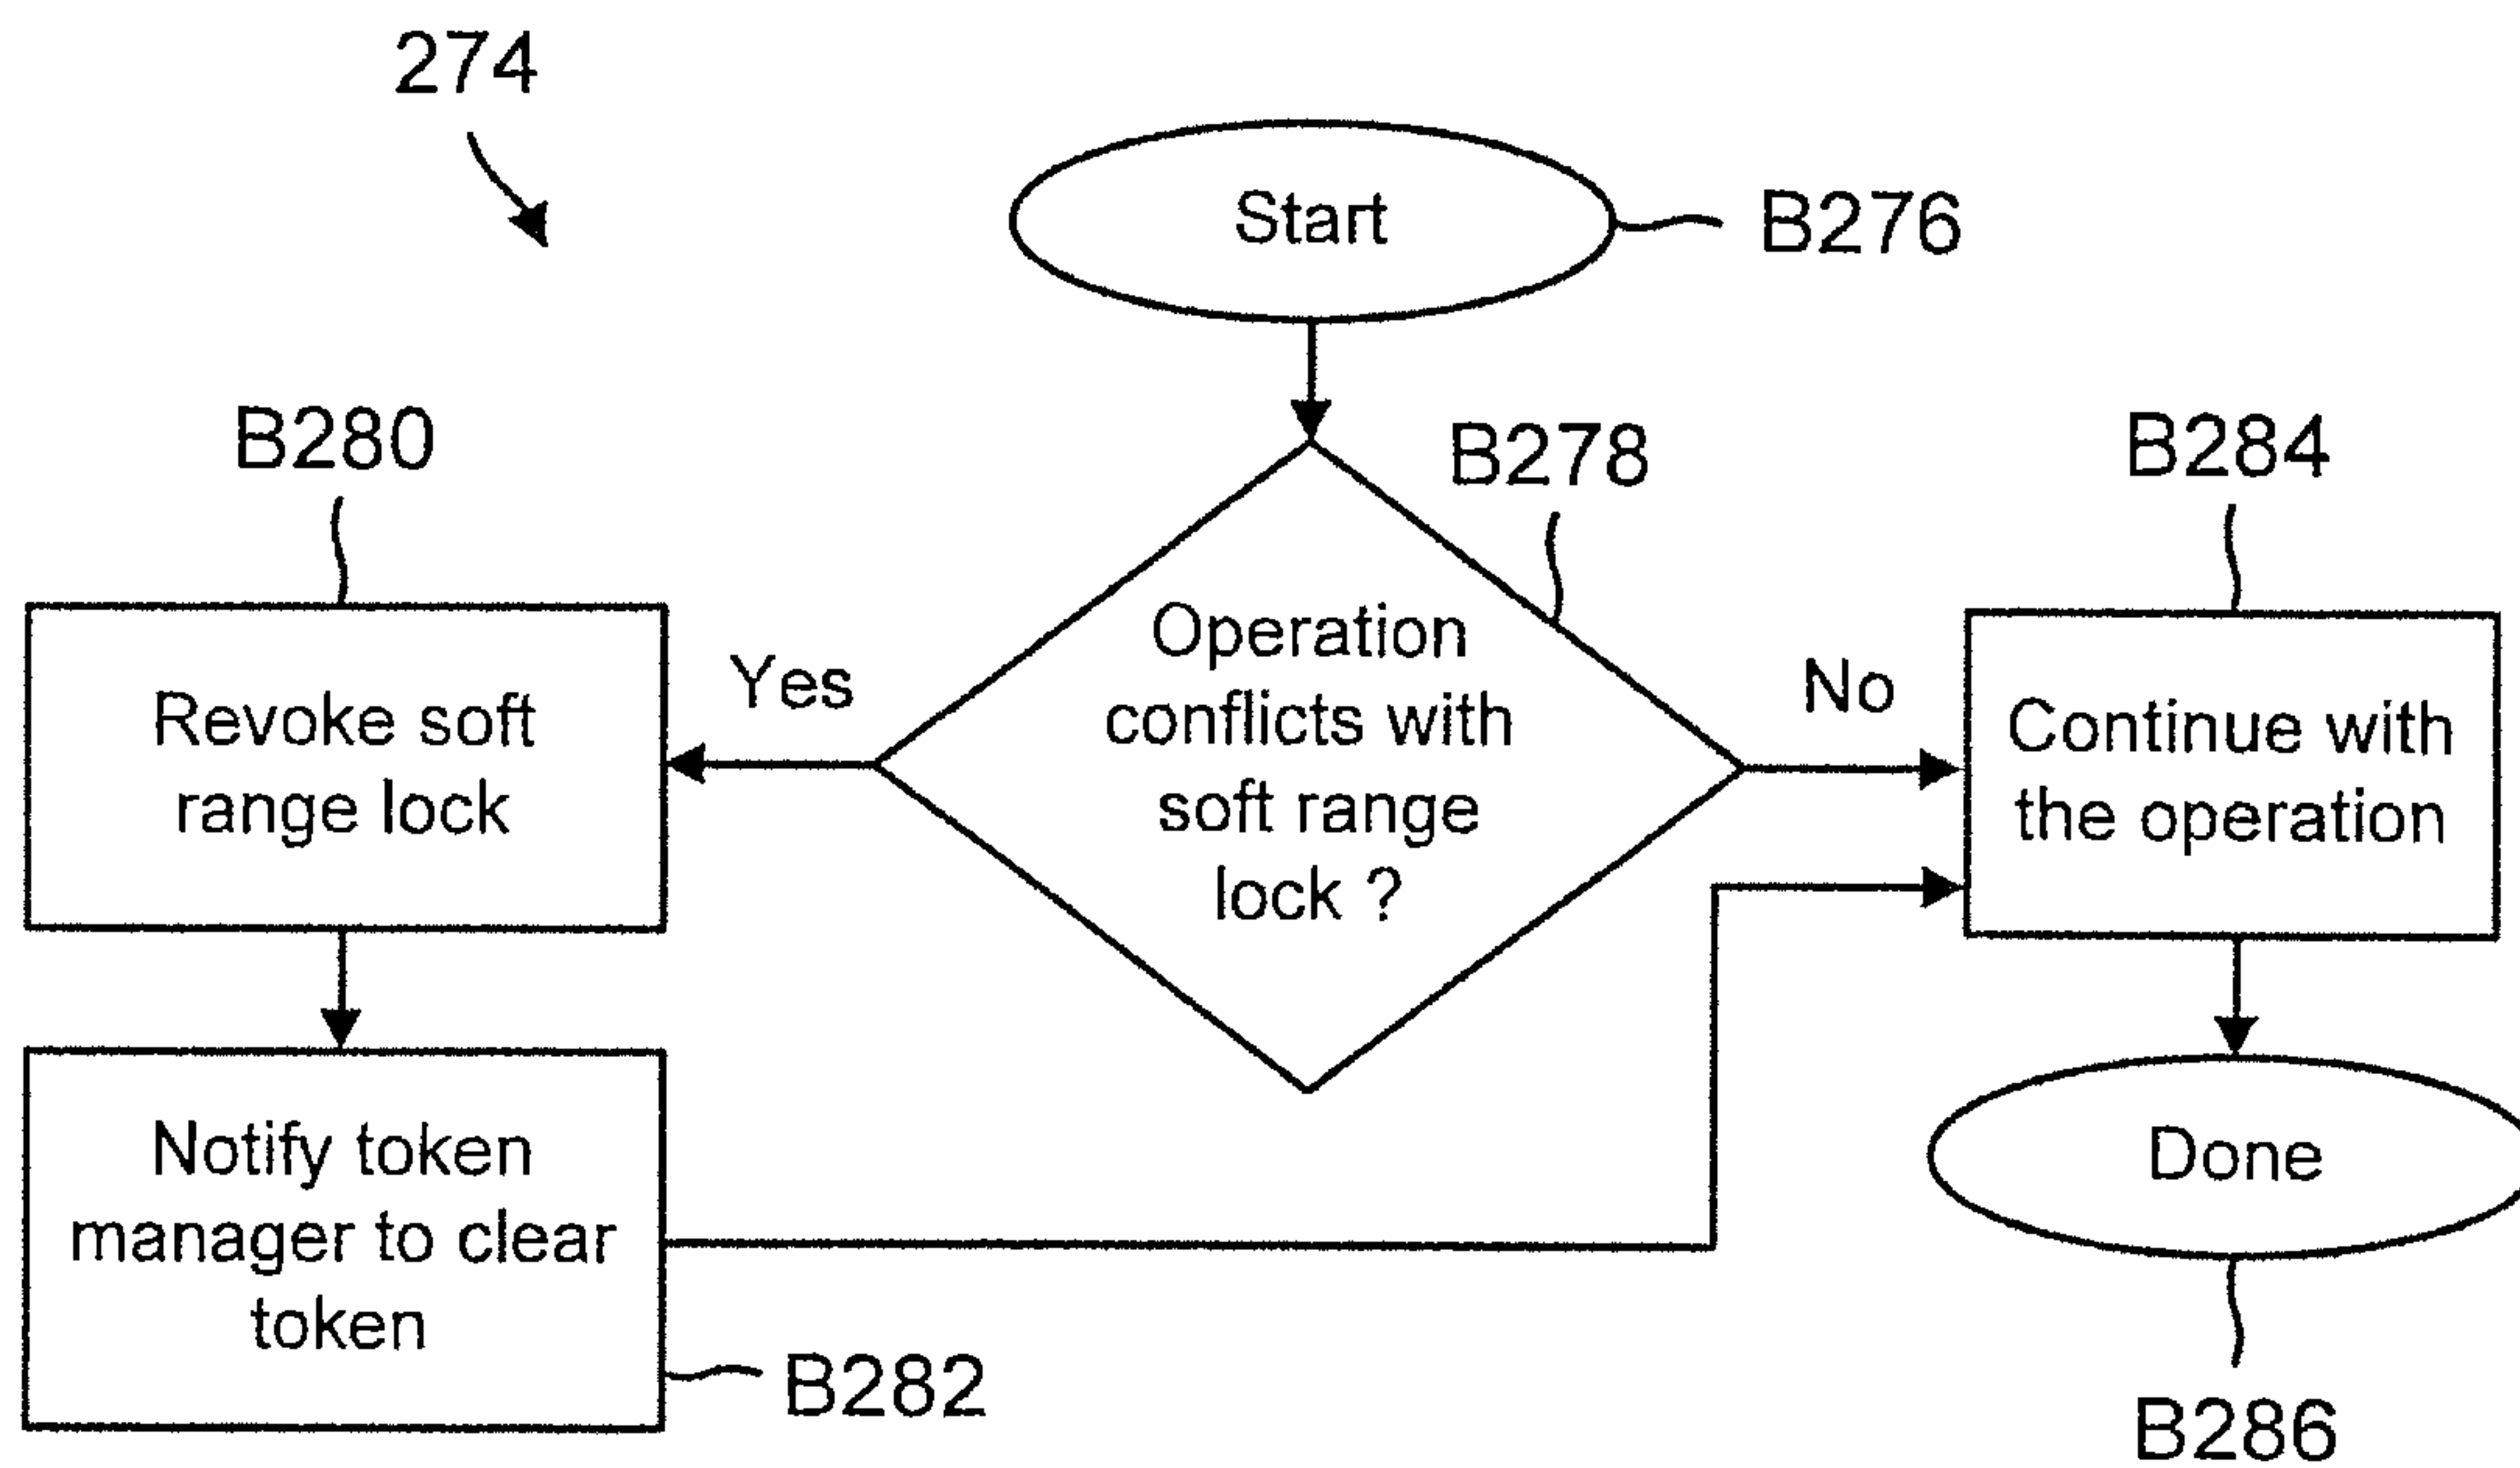 274
Start
B276
B280
B278
B284
Operation
conflicts with
soft range
lock ?
Yes
No
Revoke soft
range lock
Continue with
the operation
Notify token
manager to clear
token
B282
Done
B286